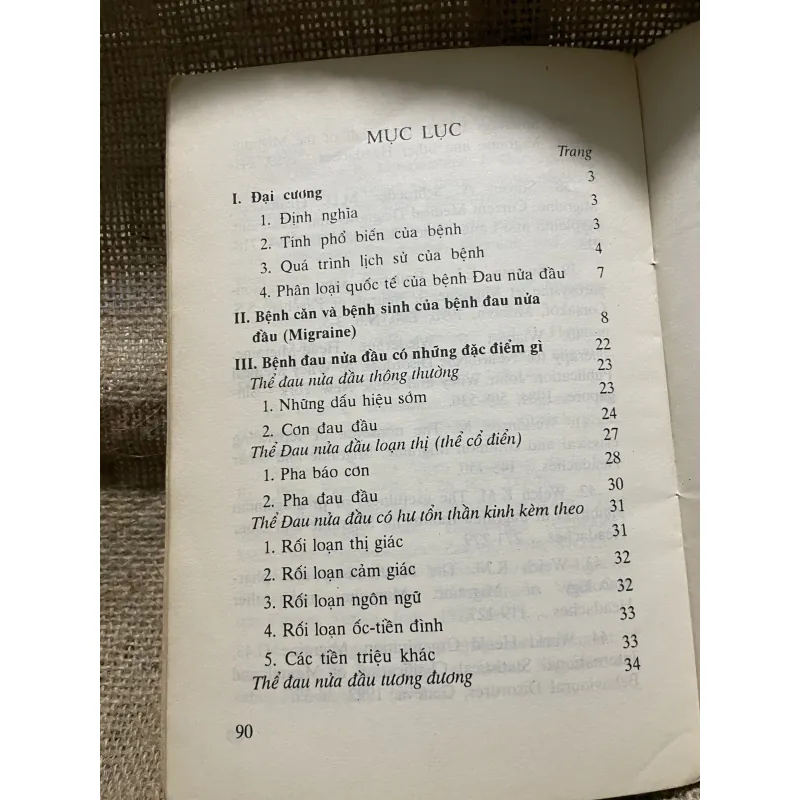 MỤC LỤC
Trang
I. Đại cương 3
1. Định nghĩa 3
2. Tính phổ biến của bệnh 3
3. Quá trình lịch sử của bệnh 4
4. Phân loại quốc tế của bệnh Đau nửa đầu 7
II. Bệnh căn và bệnh sinh của bệnh đau nửa
đầu (Migraine) 8
III. Bệnh đau nửa đầu có những đặc điểm gì 22
Thể đau nửa đầu thông thường 23
1. Những dấu hiệu sớm 23
2. Cơn đau đầu 24
Thể Đau nửa đầu loạn thị (thể cổ điển) 27
1. Pha báo cơn 28
2. Pha đau đầu 30
Thể Đau nửa đầu có hư tổn thần kinh kèm theo 31
1. Rối loạn thị giác 31
2. Rối loạn cảm giác 32
3. Rối loạn ngôn ngữ 32
4. Rối loạn ốc-tiền đình 33
5. Các tiền triệu khác 33
Thể đau nửa đầu tương đương 34
90